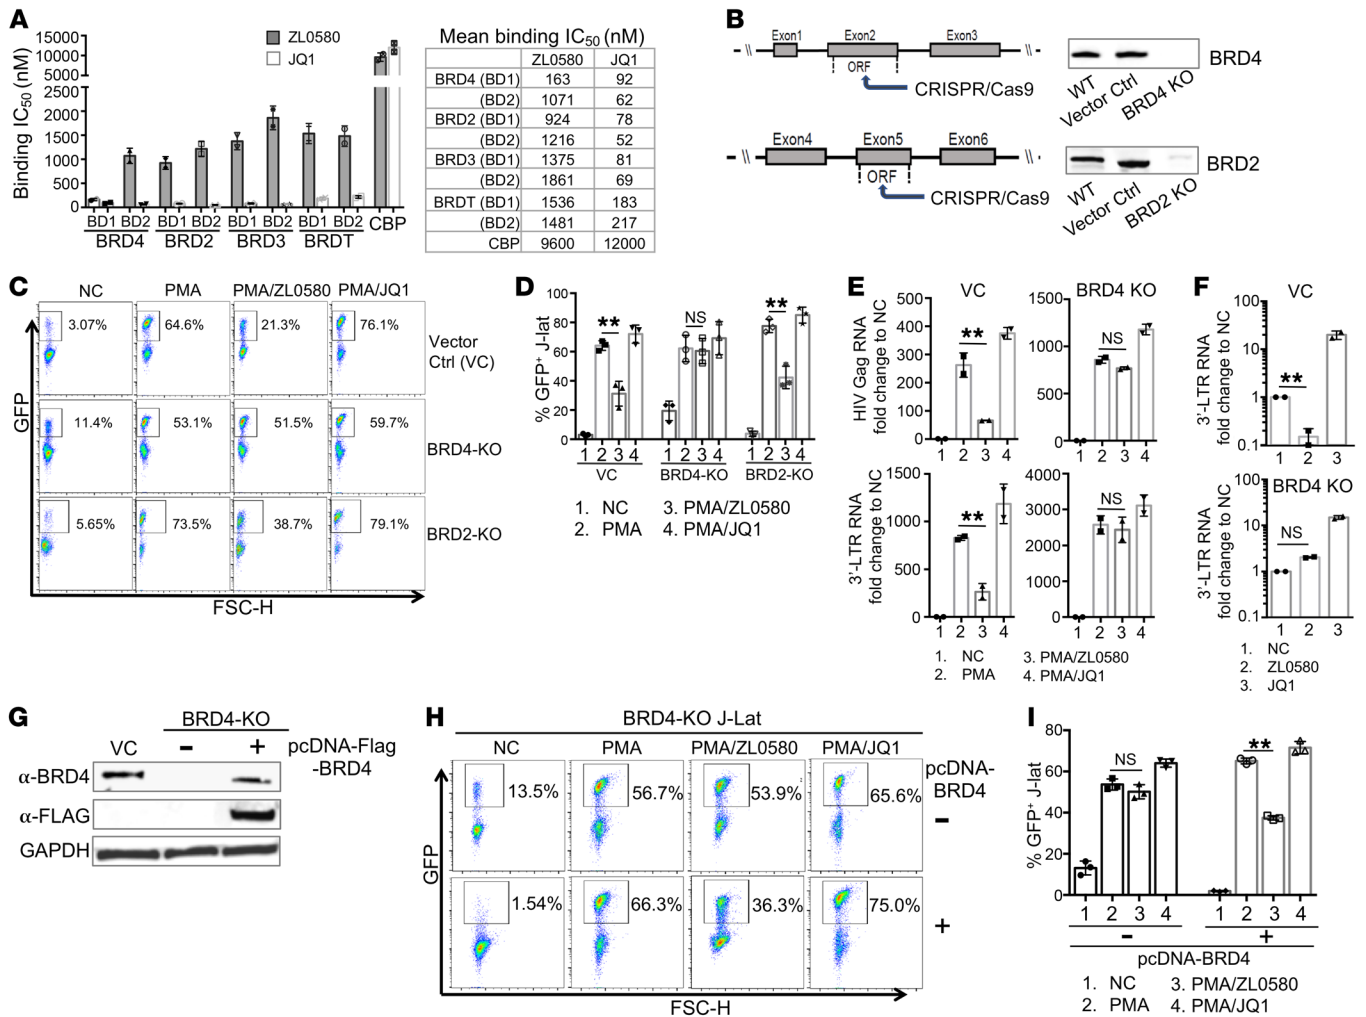 A
Binding IC50 (nM)
15000
10000
5000
2500
2000
1500
1000
500
0
ZL0580
JQ1
BD1 BD2 BD1 BD2 BD1 BD2 BD1 BD2 CBP
BRD4 BRD2 BRD3 BRDT
Mean binding IC50 (nM)
ZL0580 JQ1
BRD4 (BD1) 163 92
(BD2) 1071 62
BRD2 (BD1) 924 78
(BD2) 1216 52
BRD3 (BD1) 1375 81
(BD2) 1861 69
BRDT (BD1) 1536 183
(BD2) 1481 217
CBP 9600 12000
B
Exon1 Exon2 Exon3
ORF
CRISPR/Cas9
BRD4
WT Vector Ctrl BRD4 KO
Exon4 Exon5 Exon6
ORF
CRISPR/Cas9
BRD2
WT Vector Ctrl BRD2 KO
C
NC PMA PMA/ZL0580 PMA/JQ1
3.07% 64.6% 21.3% 76.1%
Vector
Ctrl (VC)
11.4% 53.1% 51.5% 59.7%
BRD4-KO
5.65% 73.5% 38.7% 79.1%
BRD2-KO
GFP
FSC-H
D
% GFP+ J-lat
100
80
60
40
20
0
** NS **
1 2 3 4 1 2 3 4 1 2 3 4
VC BRD4-KO BRD2-KO
1. NC 3. PMA/ZL0580
2. PMA 4. PMA/JQ1
E
VC
HIV Gag RNA
fold change to NC
500
400
300
200
100
0
**
1 2 3 4
BRD4 KO
1500
1000
500
0
NS
1 2 3 4
3'-LTR RNA
fold change to NC
1500
1000
500
0
**
1 2 3 4
4000
3000
2000
1000
0
NS
1 2 3 4
1. NC 3. PMA/ZL0580
2. PMA 4. PMA/JQ1
F
VC
3'-LTR RNA
fold change to NC
100
10
1
0.1
**
1 2 3
BRD4 KO
3'-LTR RNA
fold change to NC
100
10
1
0.1
NS
1 2 3
1. NC
2. ZL0580
3. JQ1
G
BRD4-KO
VC - + pcDNA-Flag
-BRD4
α-BRD4
α-FLAG
GAPDH
H
BRD4-KO J-Lat
NC PMA PMA/ZL0580 PMA/JQ1
pcDNA-
BRD4
13.5% 56.7% 53.9% 65.6%
-
1.54% 66.3% 36.3% 75.0%
+
GFP
FSC-H
I
% GFP+ J-lat
80
60
40
20
0
NS **
1 2 3 4 1 2 3 4
- +
pcDNA-BRD4
1. NC 3. PMA/ZL0580
2. PMA 4. PMA/JQ1